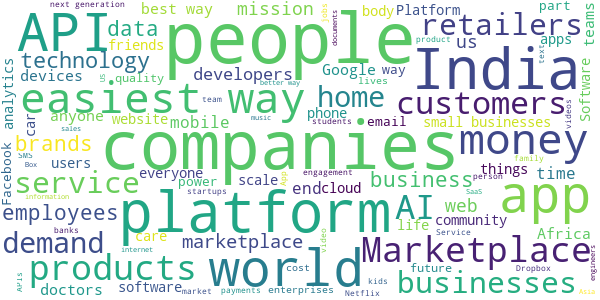 next generation
best way mission body Platform part
API people retailers teams
data friends us
technology Google way apps
devices us quality developers lives product India
better way
analytics easiest way home customers Software
team music phone
anyone website mobile students email small businesses videos
Facebook car brands companies money
sales family
SMS Box users everyone things time
service power scale end cloud business person
startups engagement App SaaS app
information platform AI web
employees life community Africa
banks care marketplace Service
demand internet video Marketplace
APIs products software world cost future Dropbox engineers
doctors market payments enterprises kids businesses
Netflix Asia
jobs
documents
text